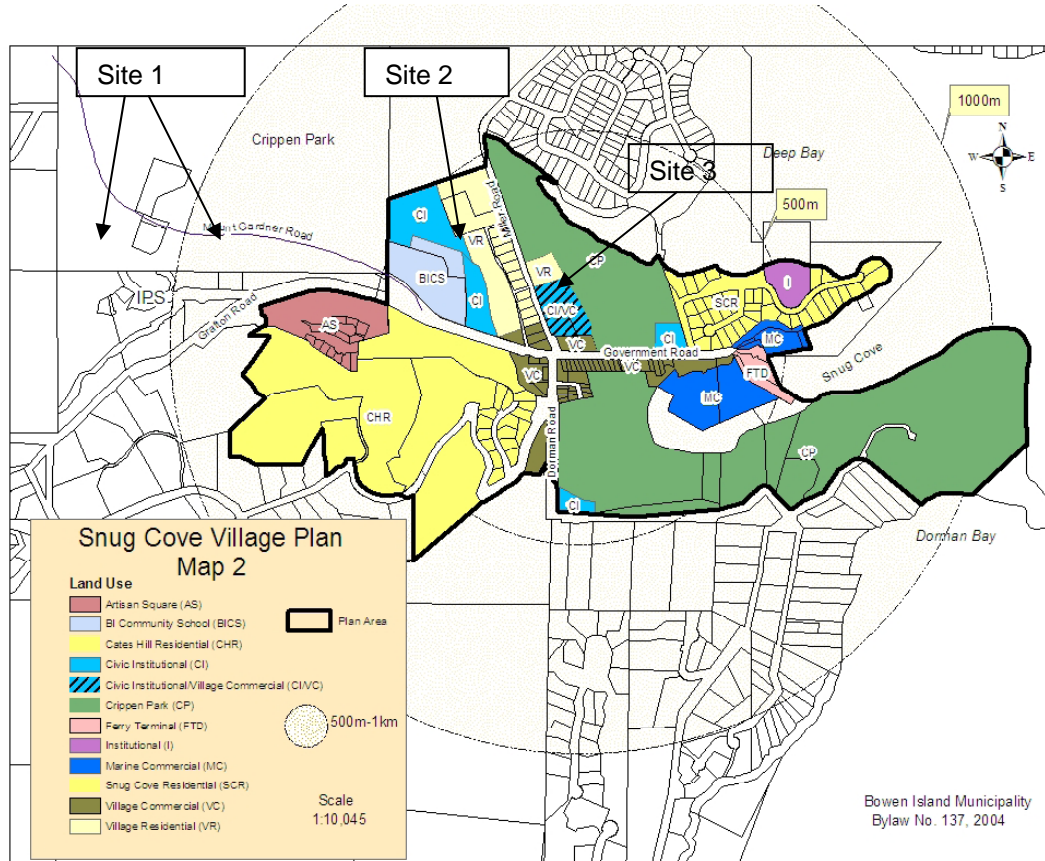 Site 1
Site 2
1000m
Crippen Park
N
W
E
S
Deep Bay
Site 3
500m
CI
Miller Road
Mount Gardner Road
VR
CP
VR
BICS
I
IPS
CI
CI/VC
SCR
Grafton Road
AS
CI
MC
VC
Government Road
Snug Cove
VC
VC
FTD
MC
CHR
Dorman Road
CP
CI
Dorman Bay
Snug Cove Village Plan
Map 2
Land Use
Artisan Square (AS)
BI Community School (BICS)
Cates Hill Residential (CHR)
Civic Institutional (CI)
Civic Institutional/Village Commercial (CI/VC)
Crippen Park (CP)
Ferry Terminal (FTD)
Institutional (I)
Marine Commercial (MC)
Snug Cove Residential (SCR)
Village Commercial (VC)
Village Residential (VR)
Plan Area
500m-1km
Scale
1:10,045
Bowen Island Municipality
Bylaw No. 137, 2004